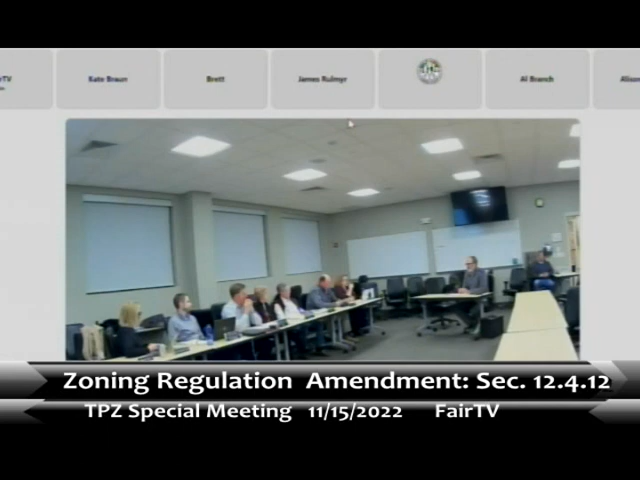 Kate Braun
Brett
James Rulmyr
Al Branch
Zoning Regulation Amendment: Sec. 12.4.12
TPZ Special Meeting 11/15/2022 FairTV